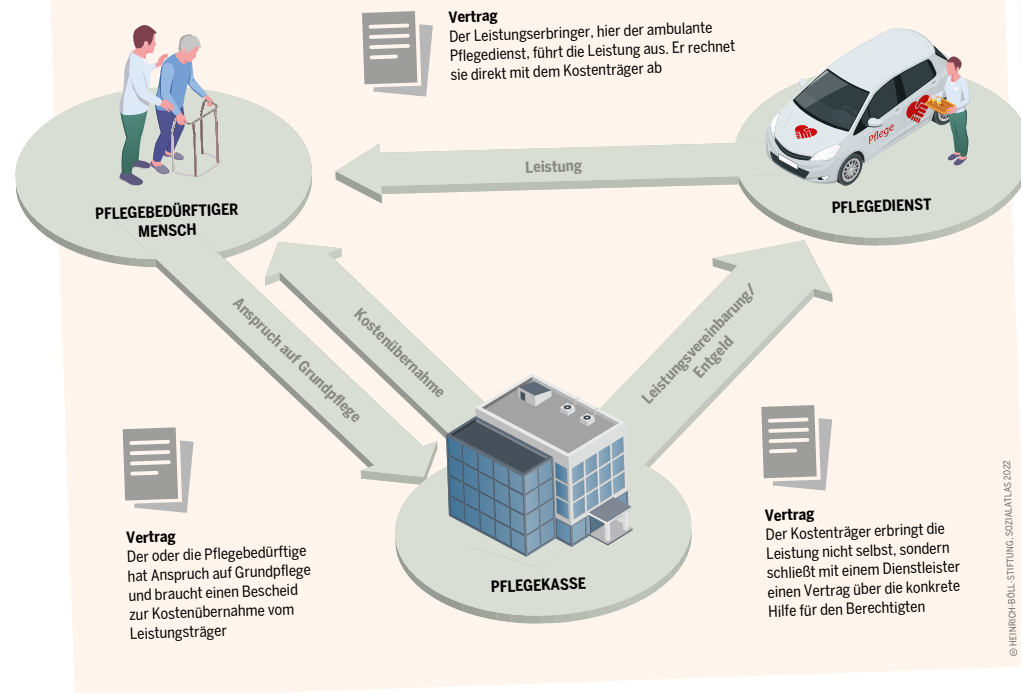 Vertrag
Der Leistungserbringer, hier der ambulante
Pflegedienst, führt die Leistung aus. Er rechnet
sie direkt mit dem Kostenträger ab
Pflege
Leistung
PFLEGEBEDÜRFTIGER
MENSCH
PFLEGEDIENST
Anspruch auf Grundpflege
Kostenübernahme
Leistungsvereinbarung/
Entgeld
PFLEGEKASSE
Vertrag
Der oder die Pflegebedürftige
hat Anspruch auf Grundpflege
und braucht einen Bescheid
zur Kostenübernahme vom
Leistungsträger
Vertrag
Der Kostenträger erbringt die
Leistung nicht selbst, sondern
schließt mit einem Dienstleister
einen Vertrag über die konkrete
Hilfe für den Berechtigten
© HEINRICH-BÖLL-STIFTUNG, SOZIALATLAS 2022